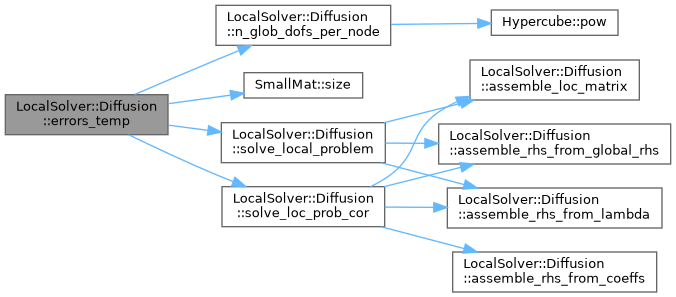 LocalSolver::Diffusion
::errors_temp
LocalSolver::Diffusion
::n_glob_dofs_per_node
Hypercube::pow
SmallMat::size
LocalSolver::Diffusion
::solve_local_problem
LocalSolver::Diffusion
::solve_loc_prob_cor
LocalSolver::Diffusion
::assemble_loc_matrix
LocalSolver::Diffusion
::assemble_rhs_from_global_rhs
LocalSolver::Diffusion
::assemble_rhs_from_lambda
LocalSolver::Diffusion
::assemble_rhs_from_coeffs